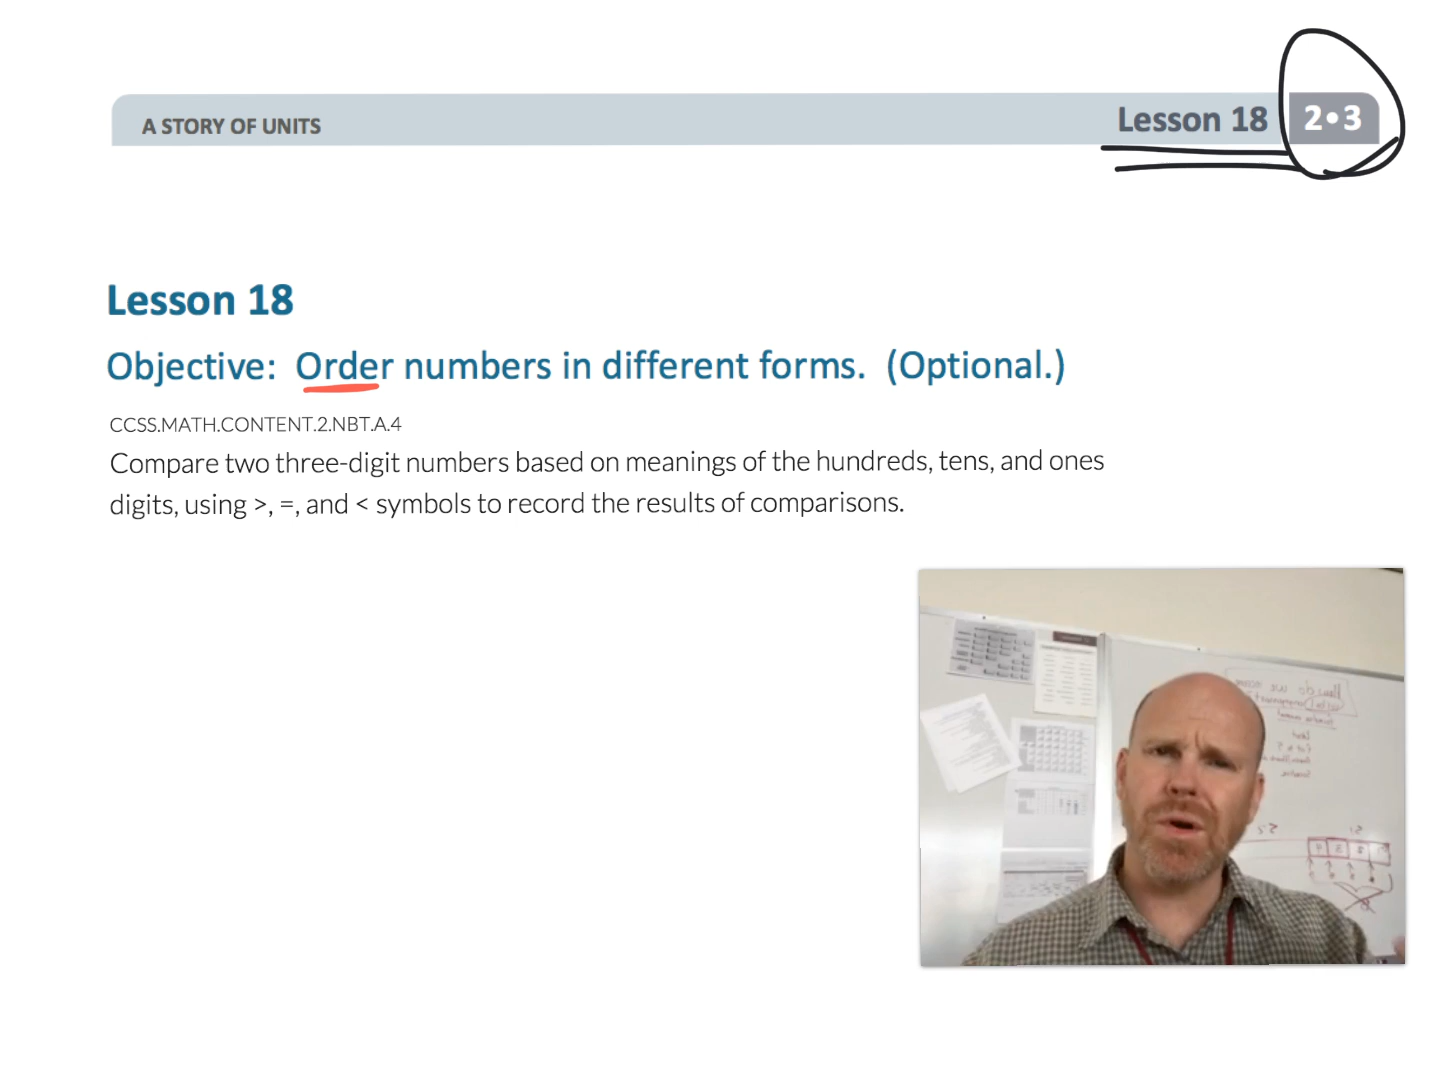 A STORY OF UNITS
Lesson 18 2•3
Lesson 18
Objective: Order numbers in different forms. (Optional.)
CCSS.MATH.CONTENT.2.NBT.A.4
Compare two three-digit numbers based on meanings of the hundreds, tens, and ones
digits, using >, =, and < symbols to record the results of comparisons.